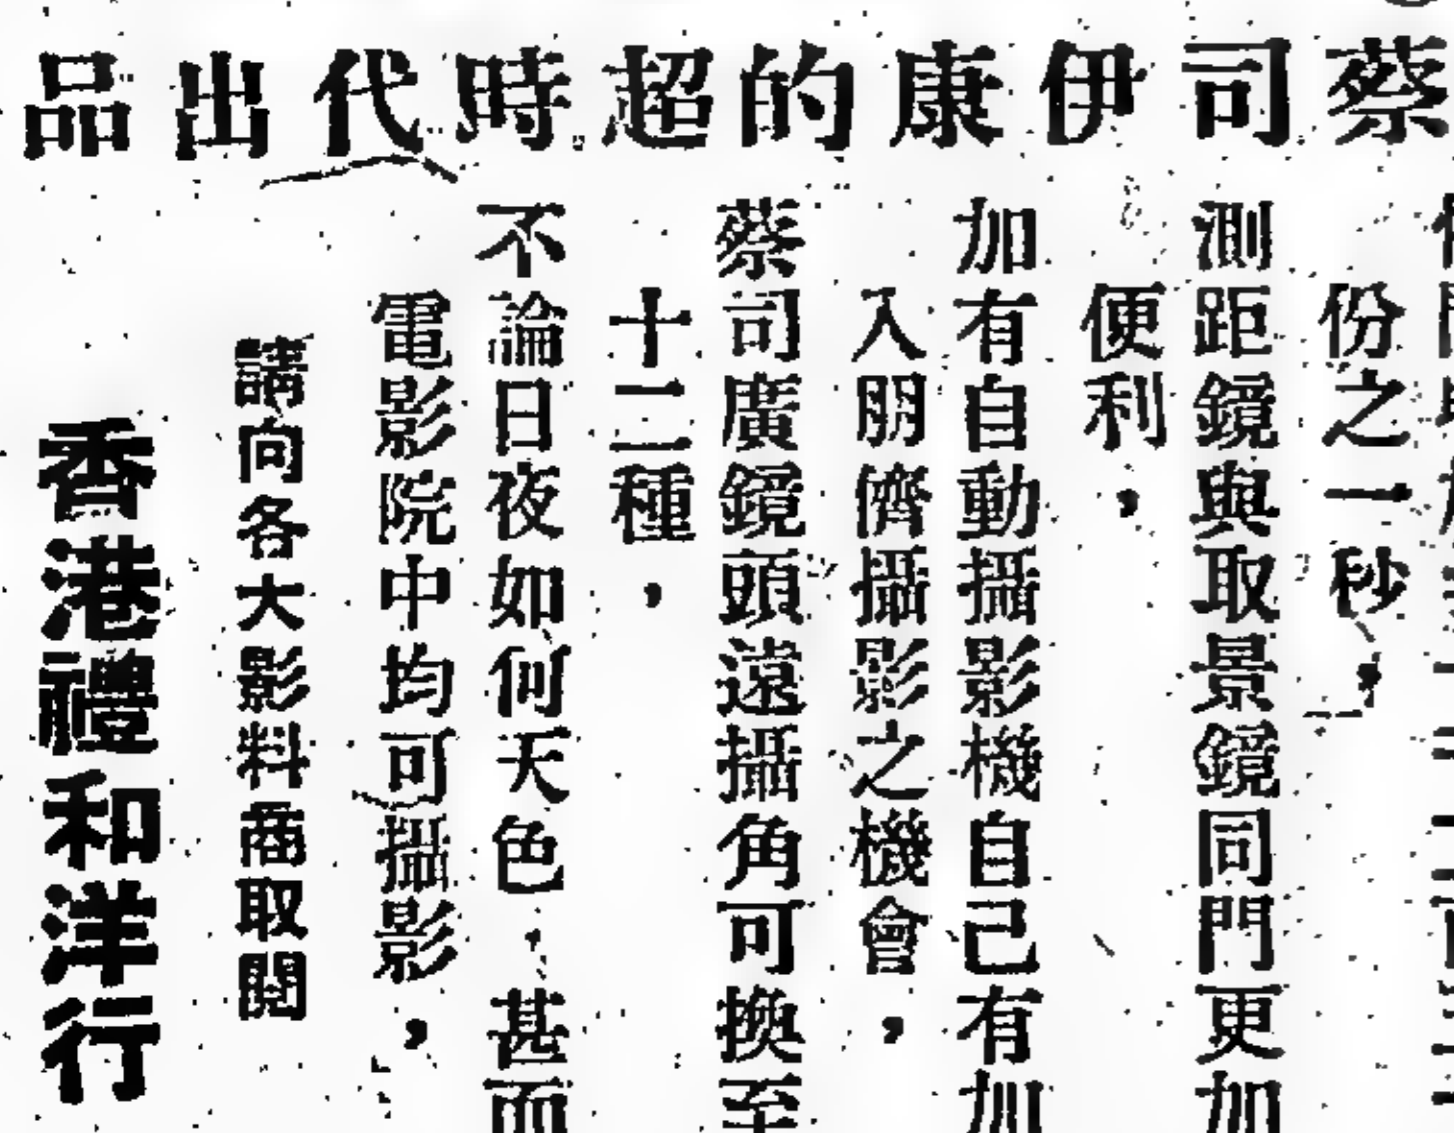 蔡司伊康的超時代出品
份之一秒，
測距鏡與取景鏡同門更加
便利，
加有自動攝影機自己有加
入朋儕攝影之機會，
蔡司廣鏡頭遠攝角可換至
十二種，
不論日夜如何天色，甚而
電影院中均可攝影，
請向各大影料商取閱
香港禮和洋行